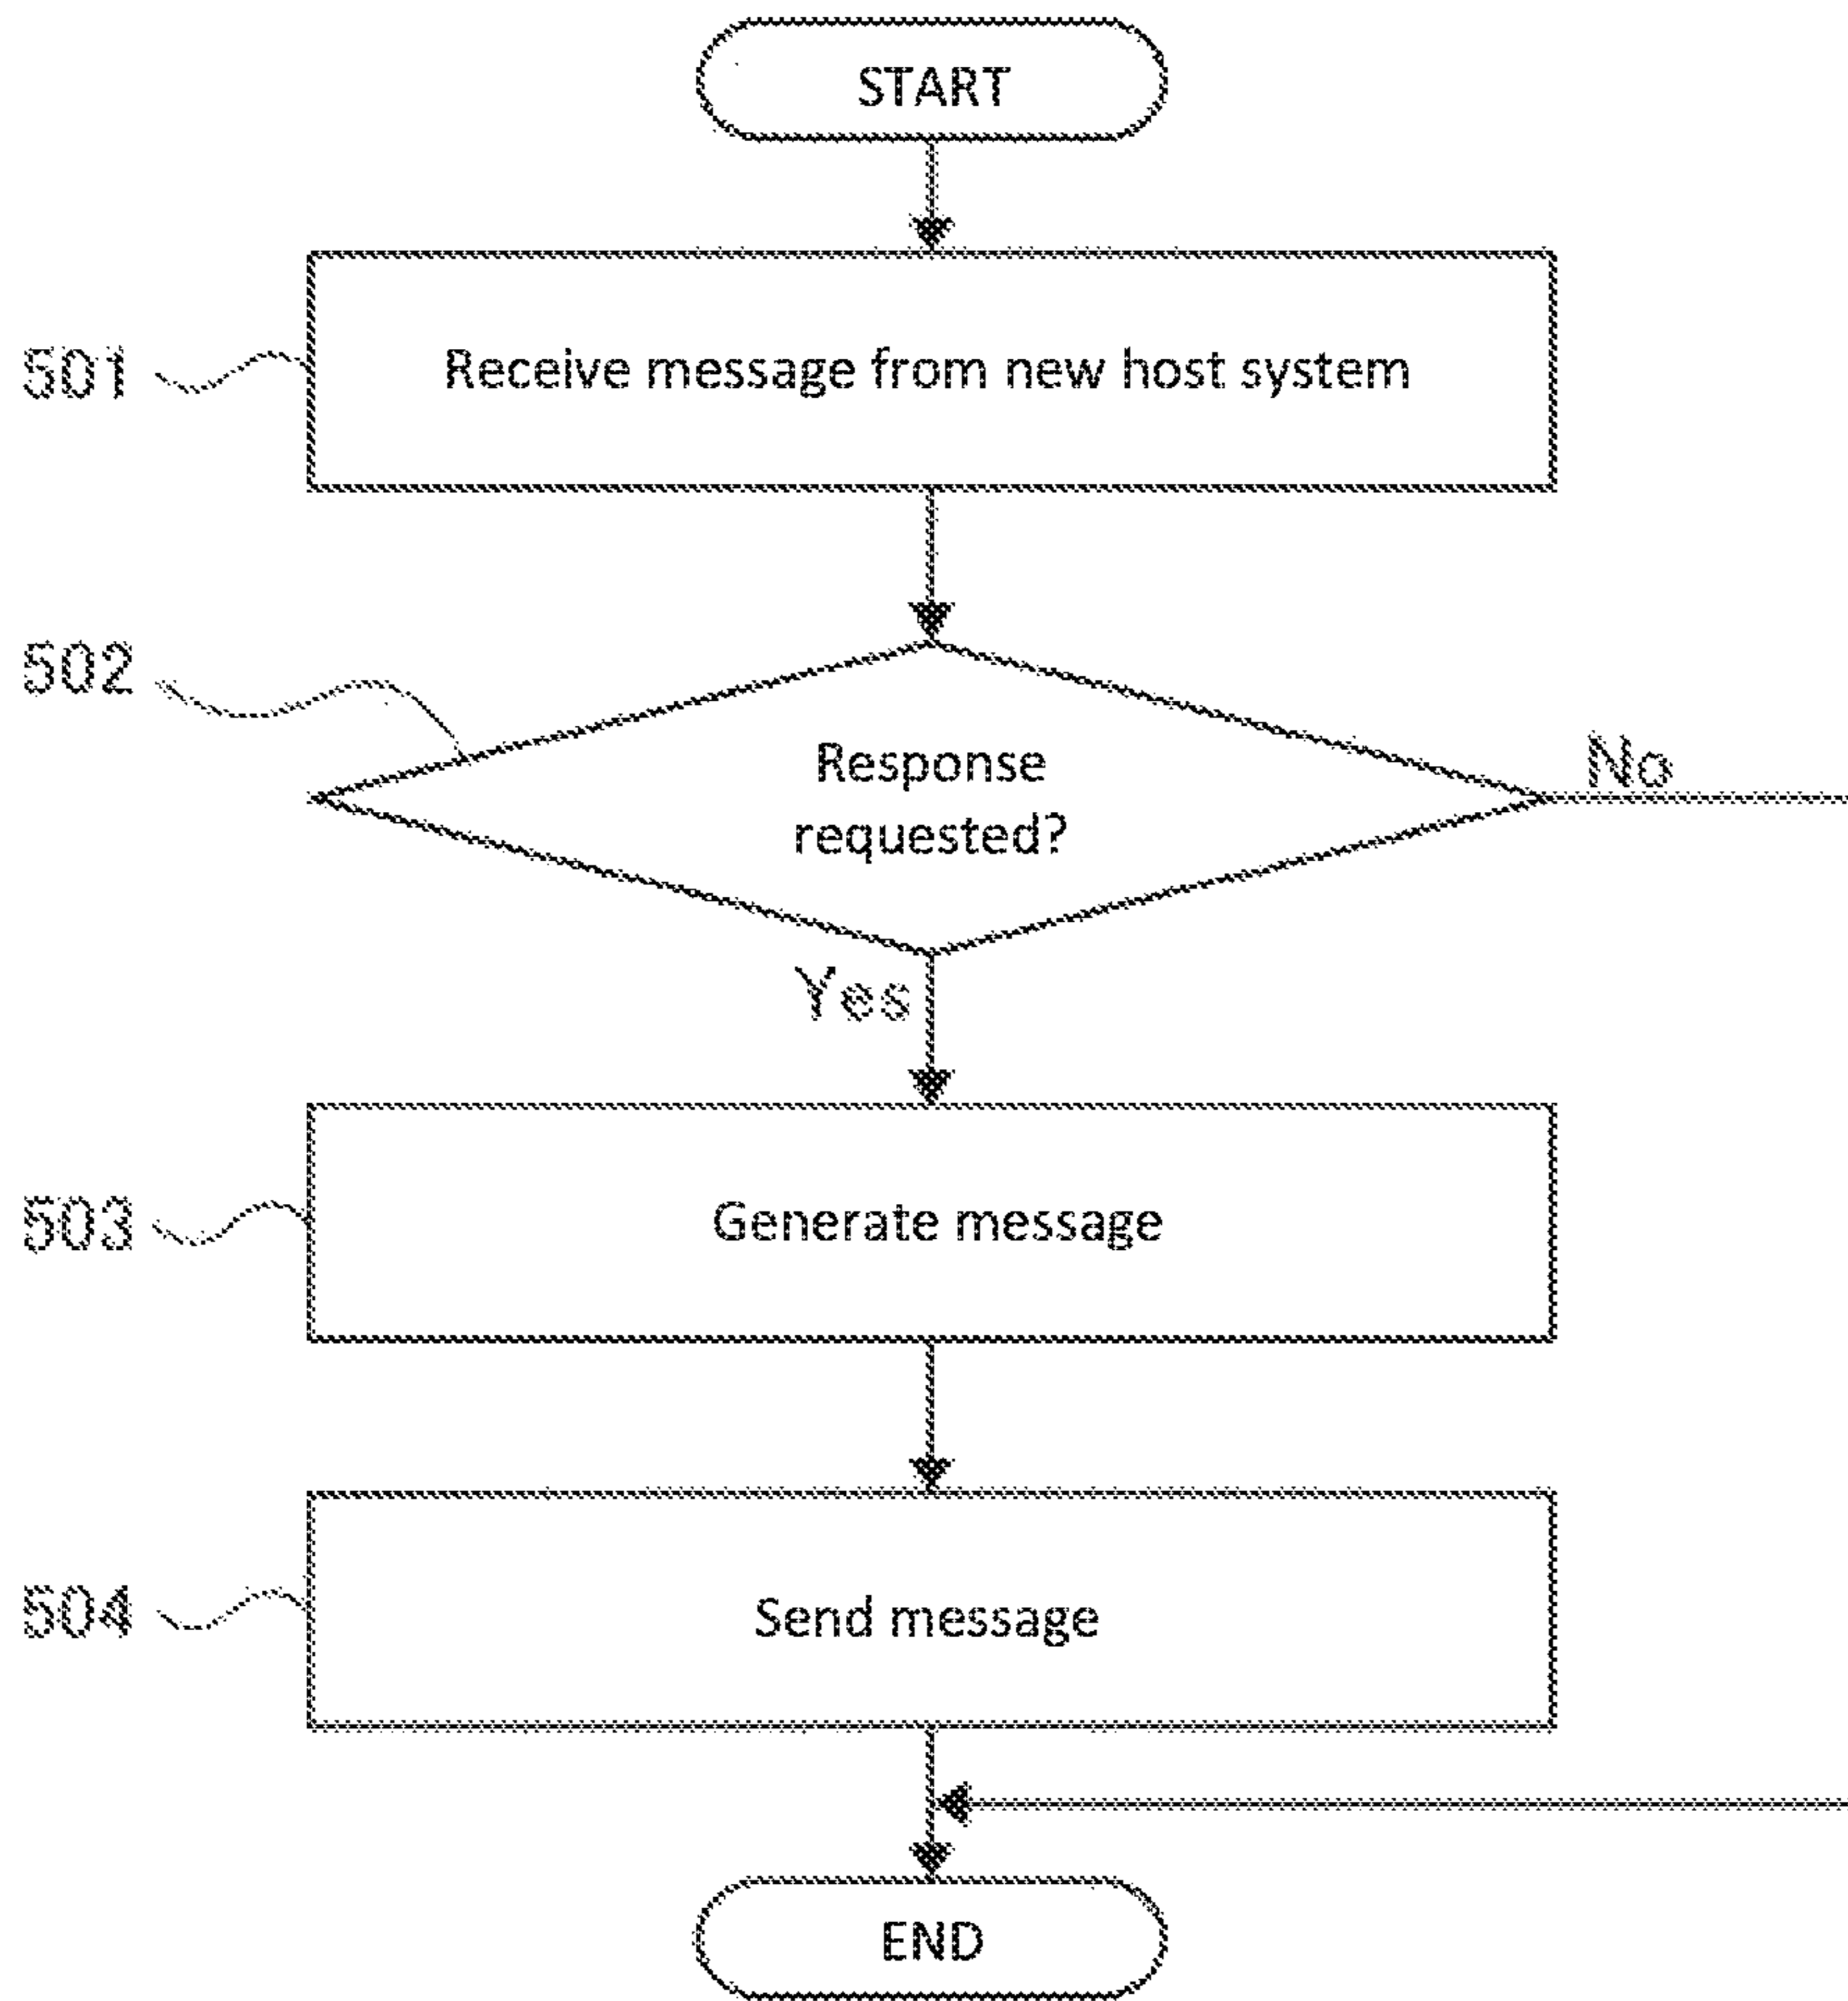 START
501
Receive message from new host system
502
Response
requested?
No
Yes
503
Generate message
504
Send message
END